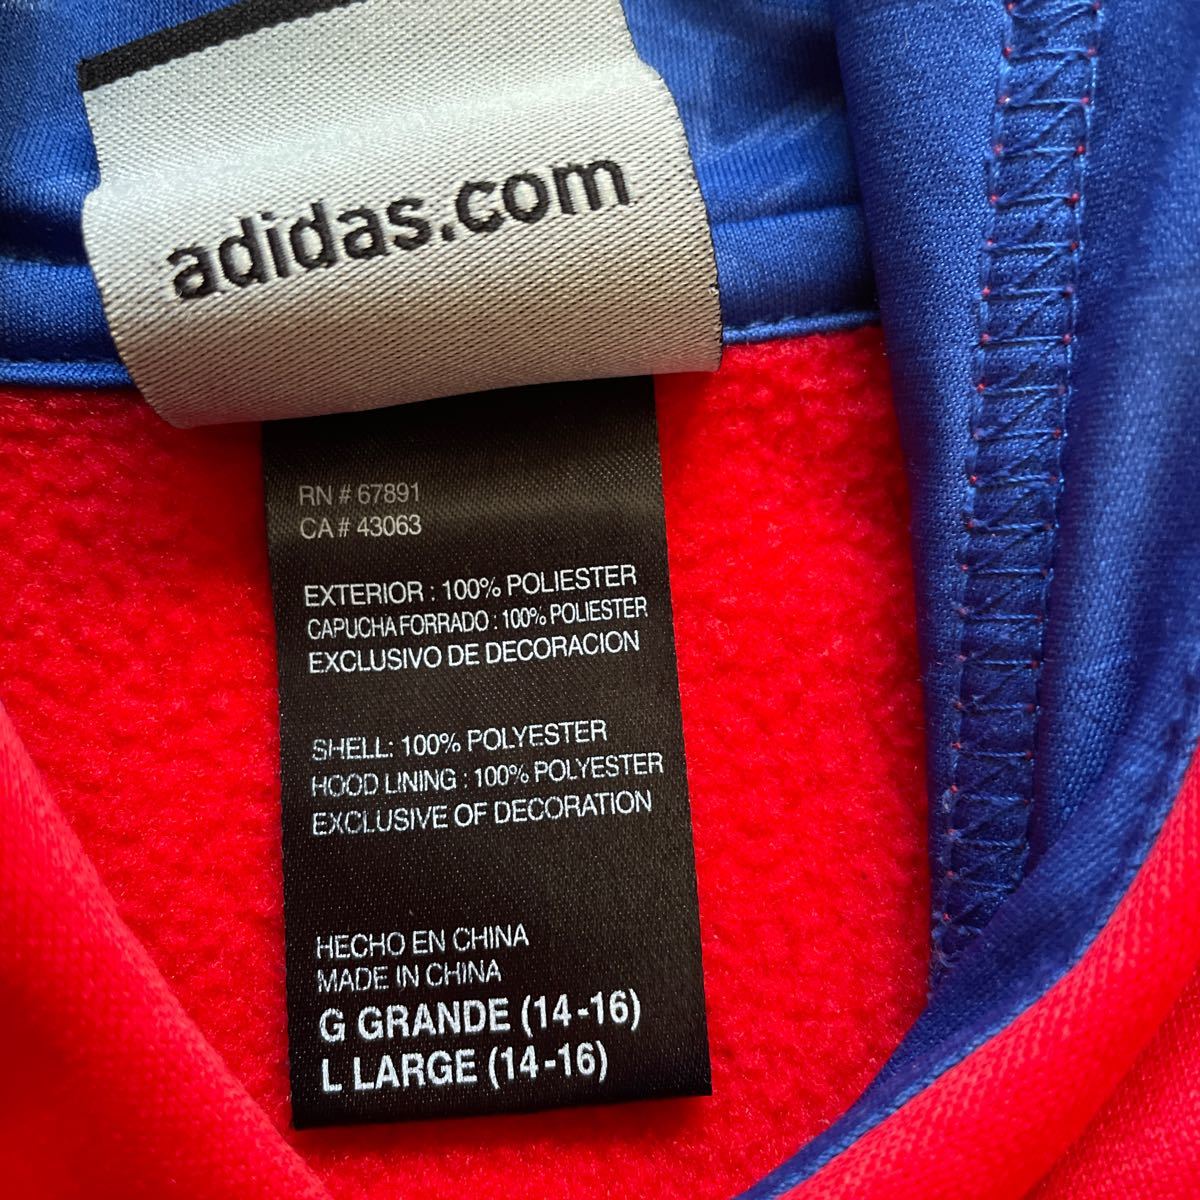 adidas.com
RN # 67891
CA # 43063
EXTERIOR : 100% POLIESTER
CAPUCHA FORRADO : 100% POLIESTER
EXCLUSIVO DE DECORACION
SHELL: 100% POLYESTER
HOOD LINING : 100% POLYESTER
EXCLUSIVE OF DECORATION
HECHO EN CHINA
MADE IN CHINA
G GRANDE (14-16)
L LARGE (14-16)